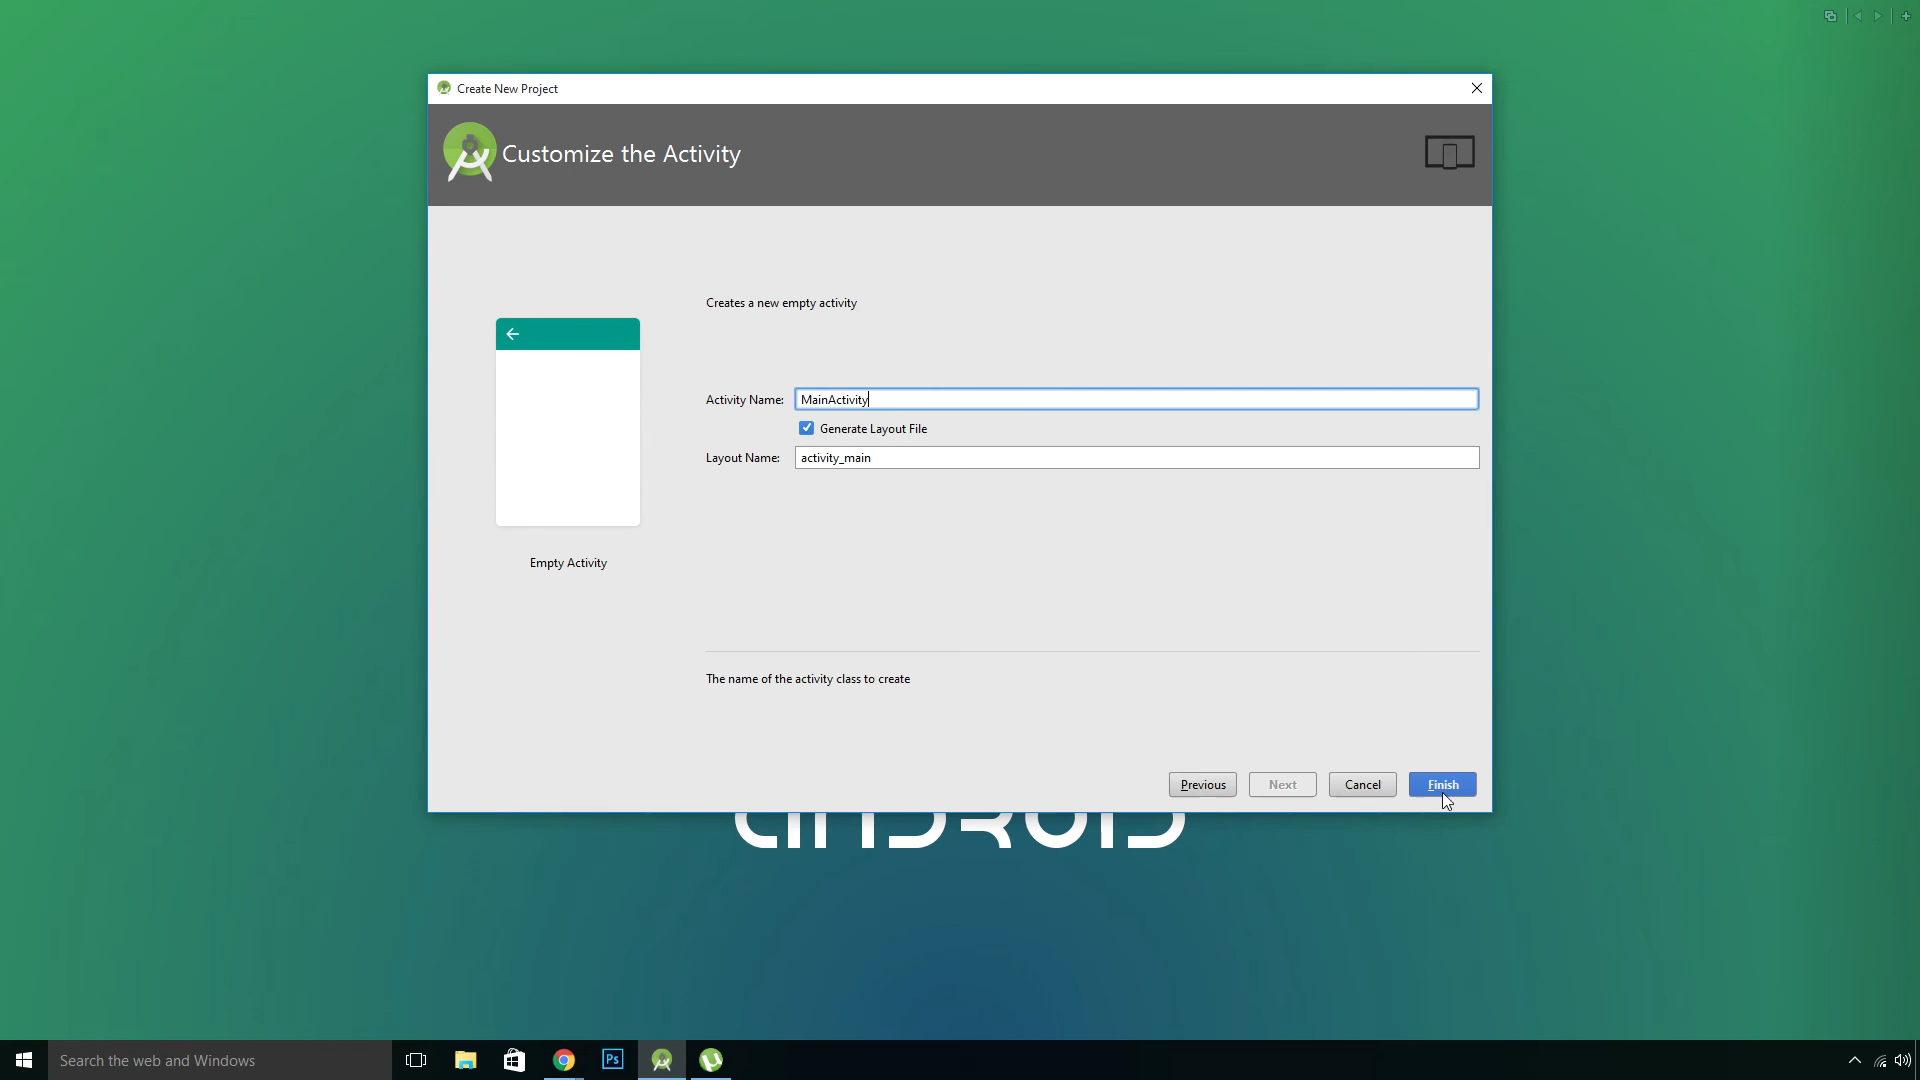 Create New Project
Customize the Activity
Creates a new empty activity
Activity Name: MainActivity
Generate Layout File
Layout Name: activity_main
Empty Activity
The name of the activity class to create
Previous Next Cancel Finish
ANDROID
Search the web and Windows
Ps